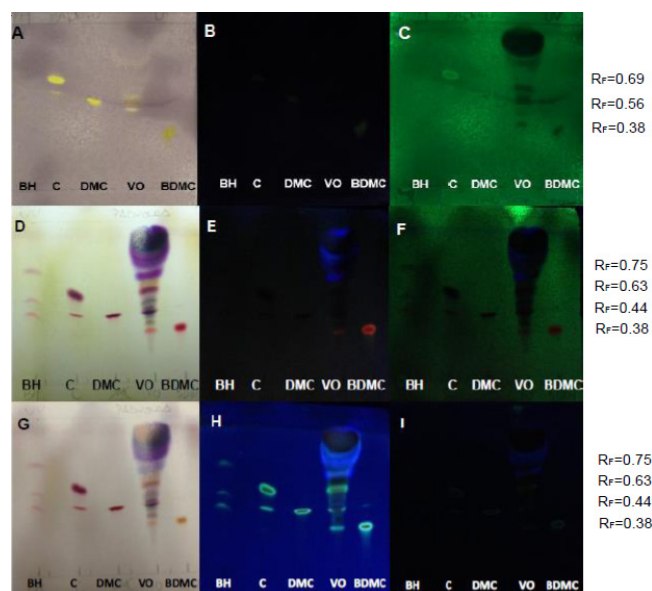 A B C
RF=0.69
RF=0.56
RF=0.38
BH C DMC VO BDMC BH C DMC VO BDMC BH C DMC VO BDMC
D E F
RF=0.75
RF=0.63
RF=0.44
RF=0.38
BH C DMC VO BDMC BH C DMC VO BDMC BH C DMC VO BDMC
G H I
RF=0.75
RF=0.63
RF=0.44
RF=0.38
BH C DMC VO BDMC BH C DMC VO BDMC BH C DMC VO BDMC